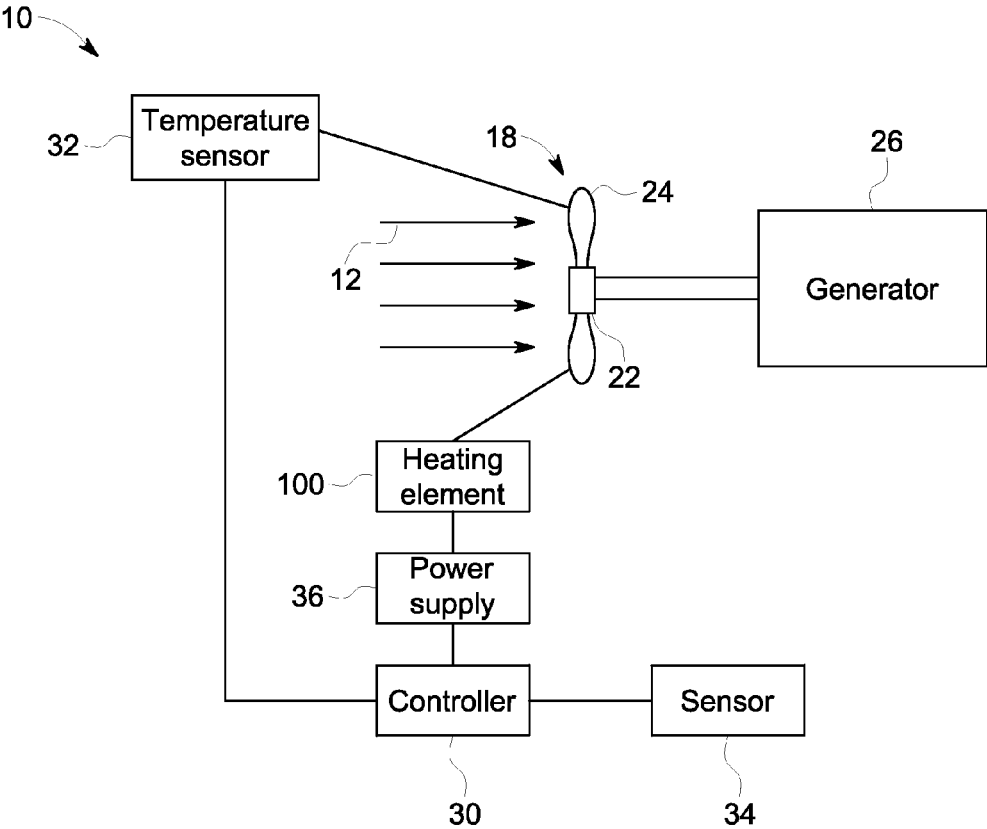 10
Temperature
sensor
32
18
24
26
12
Generator
22
Heating
element
100
Power
supply
36
Controller
Sensor
30
34